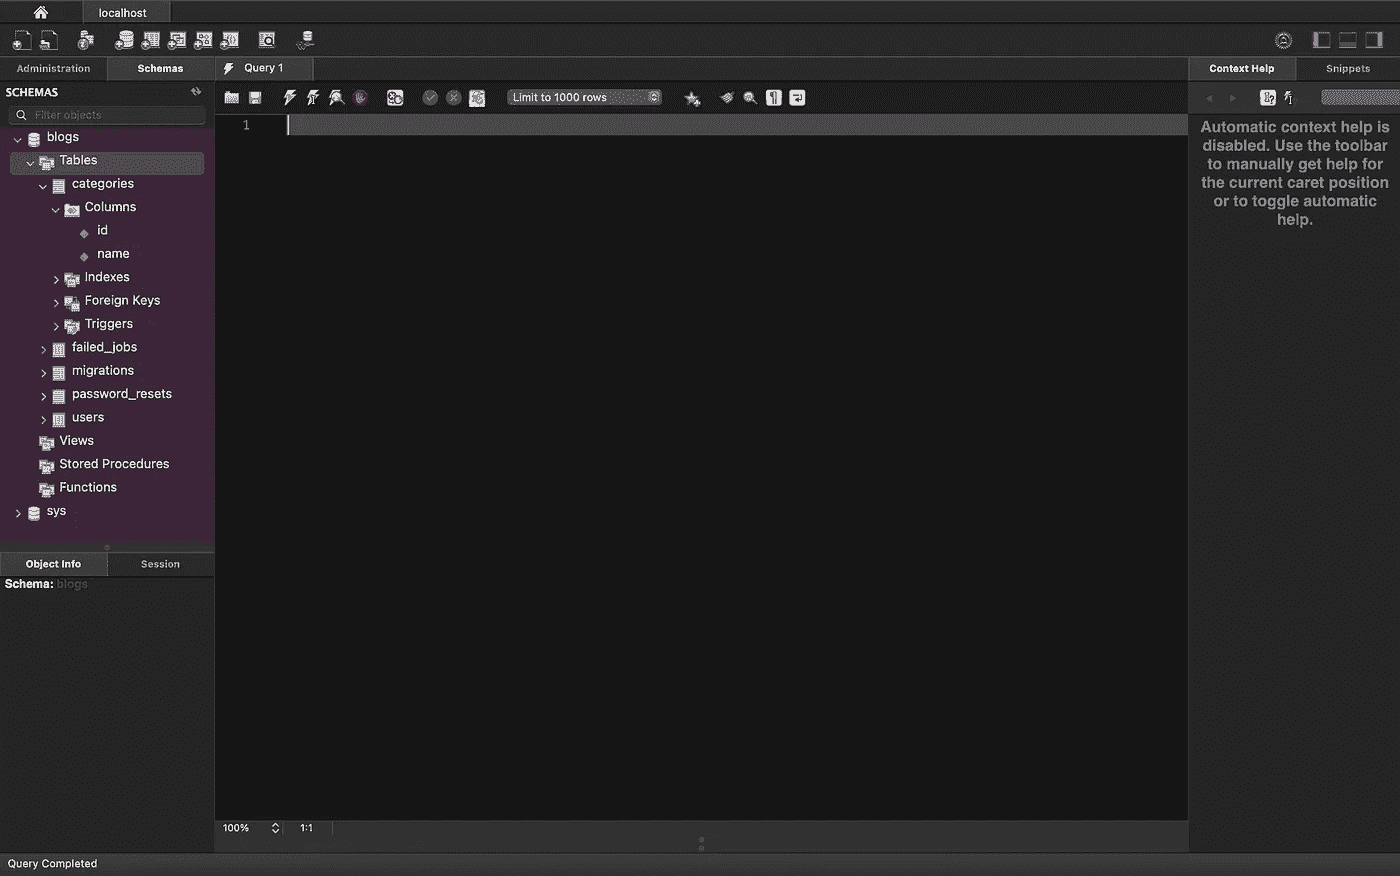 localhost
Administration
Schemas
Query 1
Context Help
Snippets
SCHEMAS
Filter objects
Limit to 1000 rows
1
blogs
Tables
categories
Columns
id
name
Indexes
Foreign Keys
Triggers
failed_jobs
migrations
password_resets
users
Views
Stored Procedures
Functions
sys
Automatic context help is
disabled. Use the toolbar
to manually get help for
the current caret position
or to toggle automatic
help.
Object Info
Session
Schema: blogs
100%
1:1
Query Completed